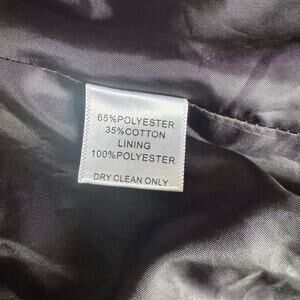 65%POLYESTER
35%COTTON
LINING
100%POLYESTER
DRY CLEAN ONLY